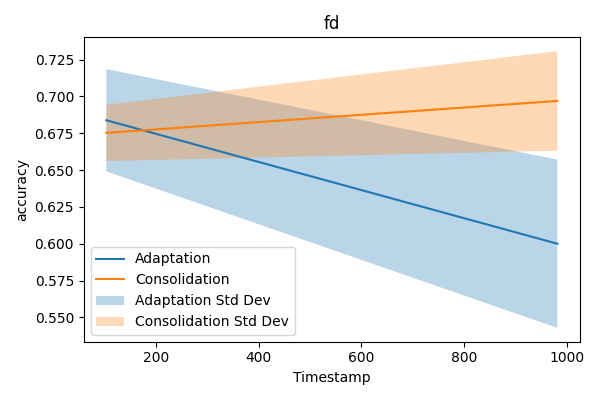 fd
accuracy
0.725
0.700
0.675
0.650
0.625
0.600
0.575
0.550
Adaptation
Consolidation
Adaptation Std Dev
Consolidation Std Dev
200
400
600
800
1000
Timestamp